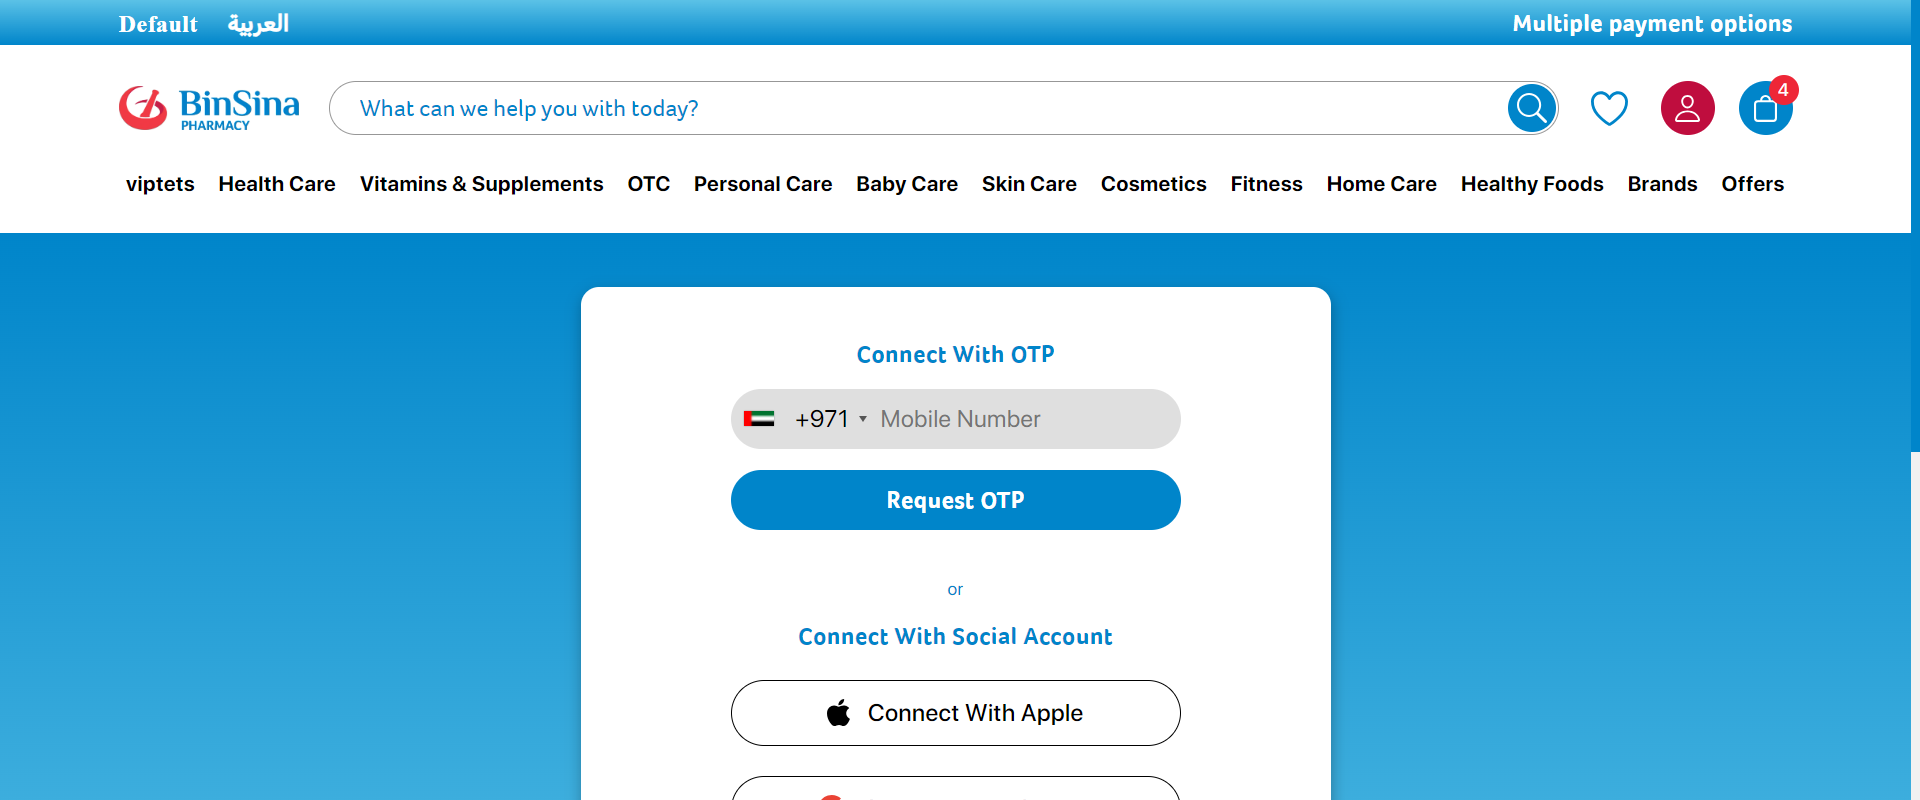 Default العربية Multiple payment options
BinSina
PHARMACY
What can we help you with today?
4
viptets Health Care Vitamins & Supplements OTC Personal Care Baby Care Skin Care Cosmetics Fitness Home Care Healthy Foods Brands Offers
Connect With OTP
+971 Mobile Number
Request OTP
or
Connect With Social Account
Connect With Apple